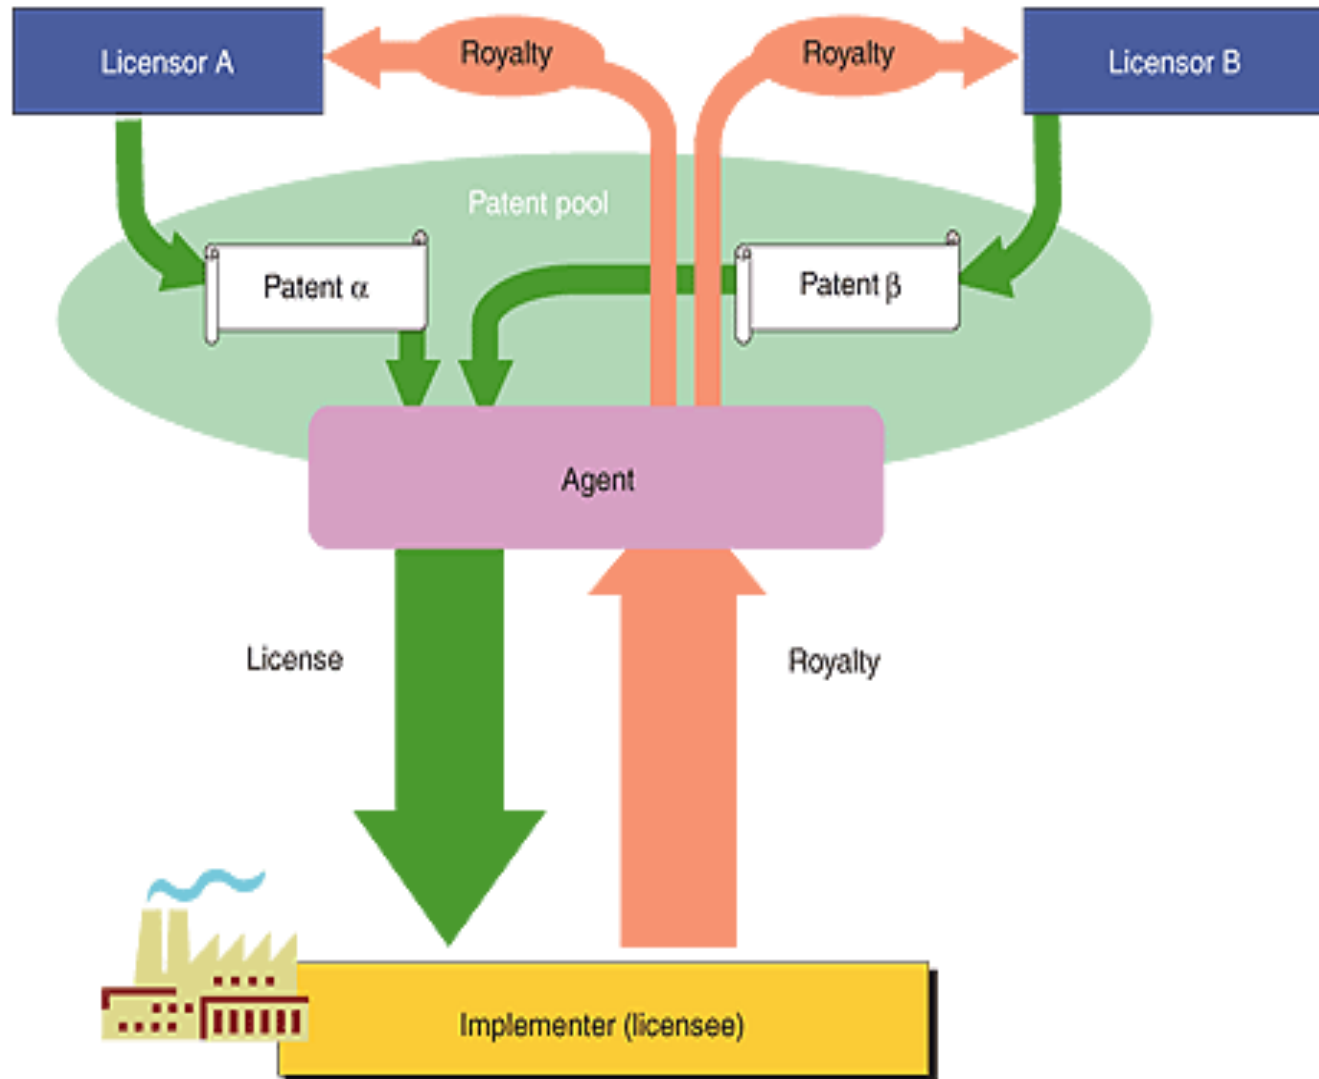 Licensor A
Royalty
Royalty
Licensor B
Patent pool
Patent α
Patent β
Agent
License
Royalty
Implementer (licensee)